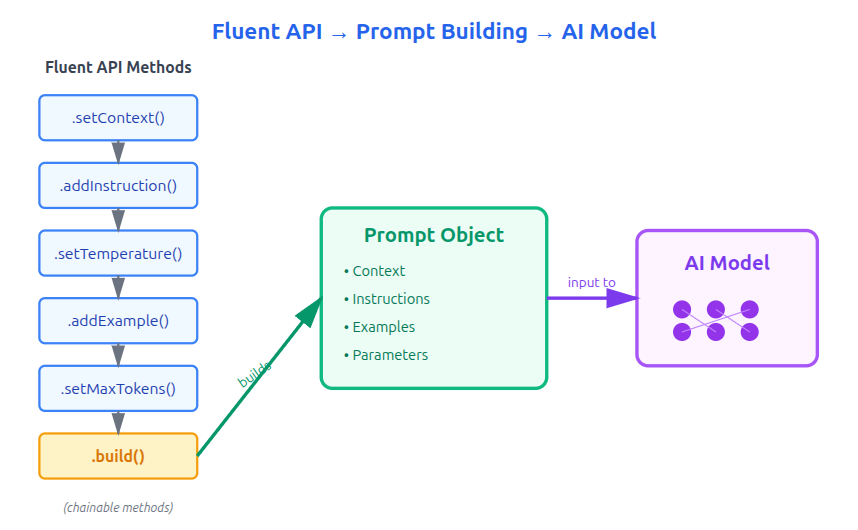 Fluent API → Prompt Building → AI Model
Fluent API Methods
.setContext()
.addInstruction()
.setTemperature()
.addExample()
.setMaxTokens()
.build()
(chainable methods)
builds
Prompt Object
• Context
• Instructions
• Examples
• Parameters
input to
AI Model